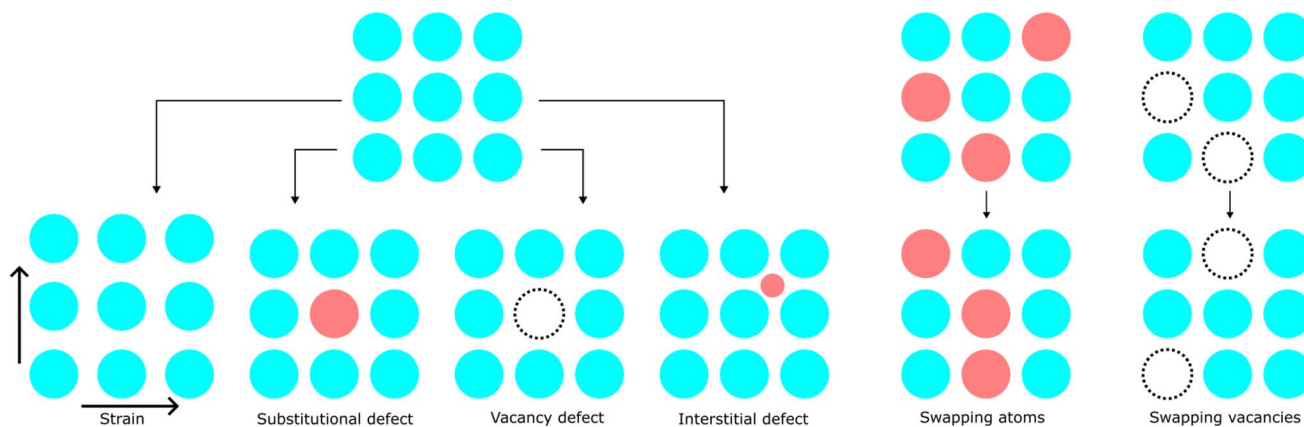 Strain
Substitutional defect
Vacancy defect
Interstitial defect
Swapping atoms
Swapping vacancies